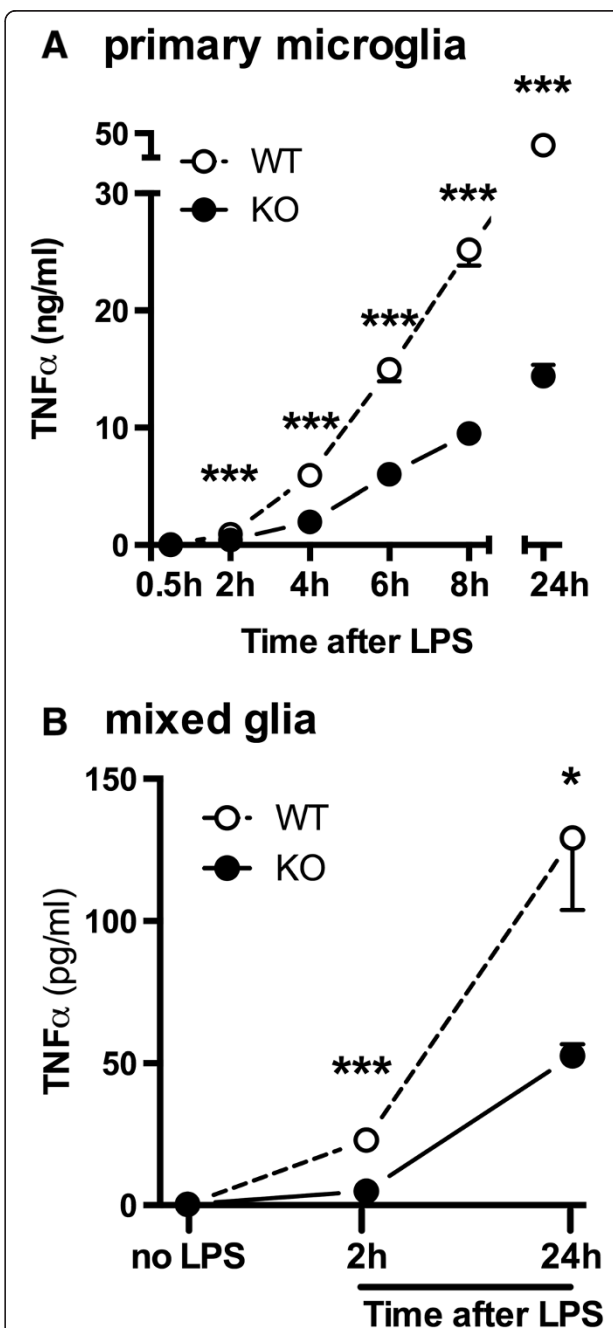 A primary microglia
***
50
WT
KO
***
30
TNFα (ng/ml)
20
***
***
10
***
0
0.5h 2h 4h 6h 8h 24h
Time after LPS
B mixed glia
150
*
WT
KO
100
TNFα (pg/ml)
50
***
0
no LPS 2h 24h
Time after LPS